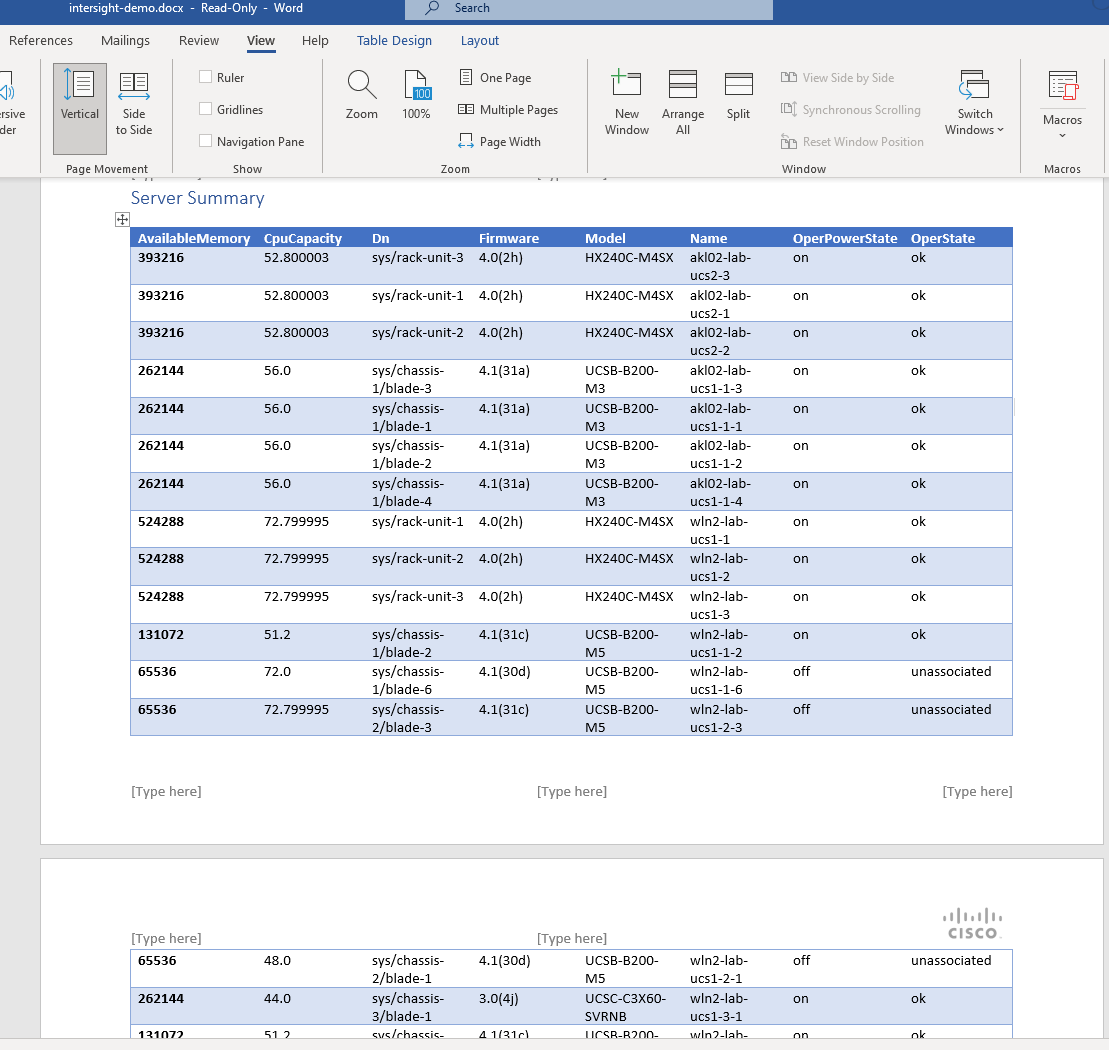 intersight-demo.docx - Read-Only - Word Search
References Mailings Review View Help Table Design Layout
Ruler
Gridlines
Navigation Pane
Vertical
Side
to Side
Zoom
100
100%
One Page
Multiple Pages
Page Width
New
Window
Arrange
All
Split
View Side by Side
Synchronous Scrolling
Reset Window Position
Switch
Windows
Macros
Page Movement Show Zoom Window Macros
Server Summary
AvailableMemory CpuCapacity Dn Firmware Model Name OperPowerState OperState
393216 52.800003 sys/rack-unit-3 4.0(2h) HX240C-M4SX akl02-lab- on ok
ucs2-3
393216 52.800003 sys/rack-unit-1 4.0(2h) HX240C-M4SX akl02-lab- on ok
ucs2-1
393216 52.800003 sys/rack-unit-2 4.0(2h) HX240C-M4SX akl02-lab- on ok
ucs2-2
262144 56.0 sys/chassis- 4.1(31a) UCSB-B200- akl02-lab- on ok
1/blade-3 M3 ucs1-1-3
262144 56.0 sys/chassis- 4.1(31a) UCSB-B200- akl02-lab- on ok
1/blade-1 M3 ucs1-1-1
262144 56.0 sys/chassis- 4.1(31a) UCSB-B200- akl02-lab- on ok
1/blade-2 M3 ucs1-1-2
262144 56.0 sys/chassis- 4.1(31a) UCSB-B200- akl02-lab- on ok
1/blade-4 M3 ucs1-1-4
524288 72.799995 sys/rack-unit-1 4.0(2h) HX240C-M4SX wln2-lab- on ok
ucs1-1
524288 72.799995 sys/rack-unit-2 4.0(2h) HX240C-M4SX wln2-lab- on ok
ucs1-2
524288 72.799995 sys/rack-unit-3 4.0(2h) HX240C-M4SX wln2-lab- on ok
ucs1-3
131072 51.2 sys/chassis- 4.1(31c) UCSB-B200- wln2-lab- on ok
1/blade-2 M5 ucs1-1-2
65536 72.0 sys/chassis- 4.1(30d) UCSB-B200- wln2-lab- off unassociated
1/blade-6 M5 ucs1-1-6
65536 72.799995 sys/chassis- 4.1(31c) UCSB-B200- wln2-lab- off unassociated
2/blade-3 M5 ucs1-2-3
[Type here] [Type here] [Type here]
[Type here] [Type here] CISCO
65536 48.0 sys/chassis- 4.1(30d) UCSB-B200- wln2-lab- off unassociated
2/blade-1 M5 ucs1-2-1
262144 44.0 sys/chassis- 3.0(4j) UCSC-C3X60- wln2-lab- on ok
3/blade-1 SVRNB ucs1-3-1
131072 51.2 sys/chassis- 4.1(31c) UCSB-B200- wln2-lab- on ok